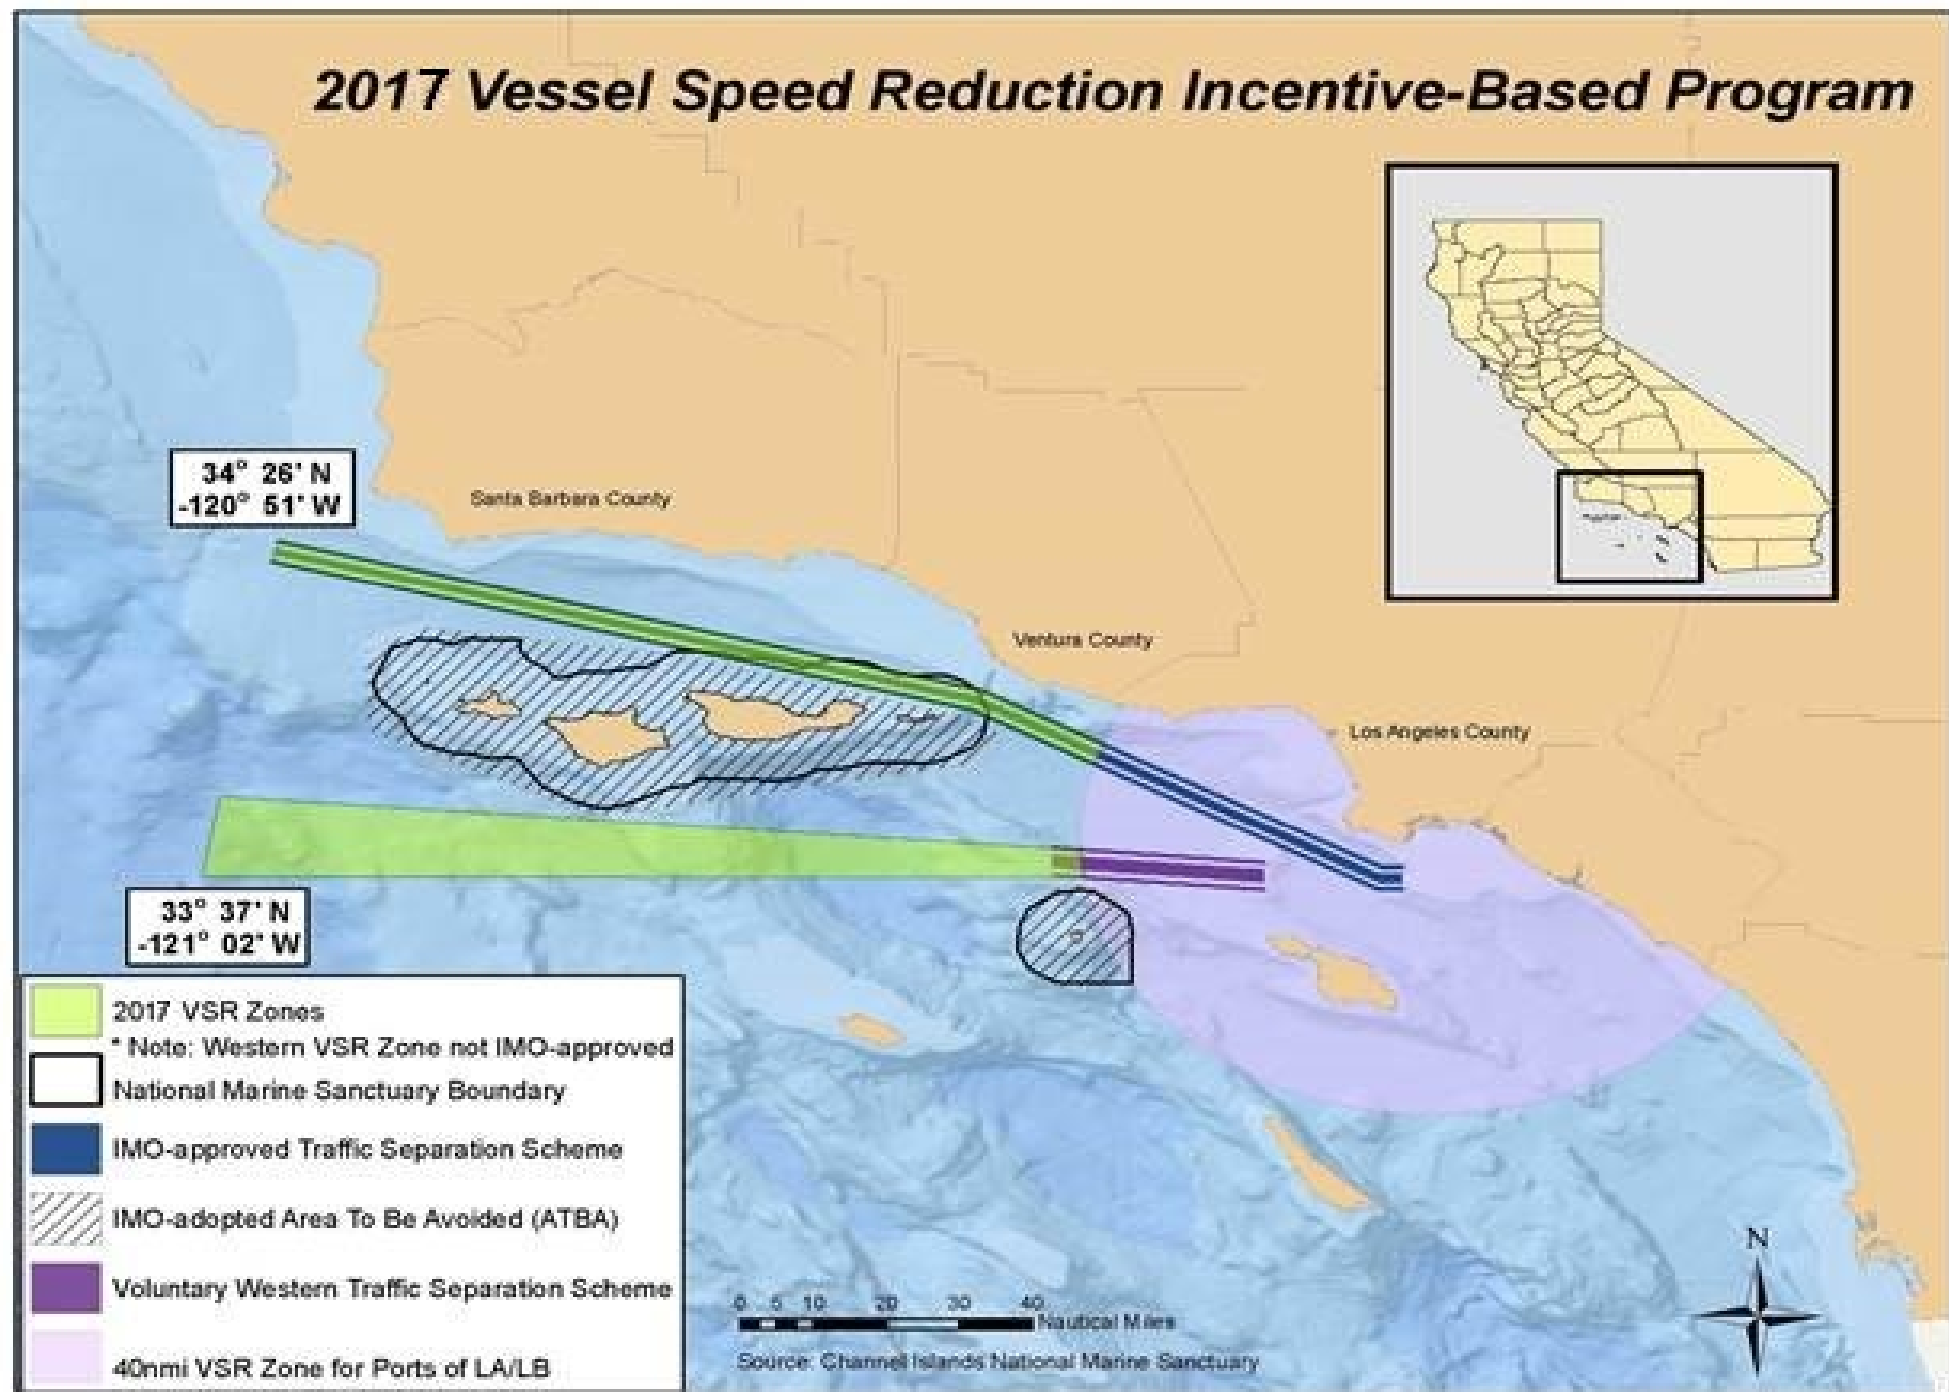 2017 Vessel Speed Reduction Incentive-Based Program
34° 26' N
-120° 51' W
Santa Barbara County
Ventura County
Los Angeles County
33° 37' N
-121° 02' W
2017 VSR Zones
* Note: Western VSR Zone not IMO-approved
National Marine Sanctuary Boundary
IMO-approved Traffic Separation Scheme
IMO-adopted Area To Be Avoided (ATBA)
Voluntary Western Traffic Separation Scheme
40nmi VSR Zone for Ports of LA/LB
0 5 10 20 30 40
Nautical Miles
Source: Channel Islands National Marine Sanctuary
N